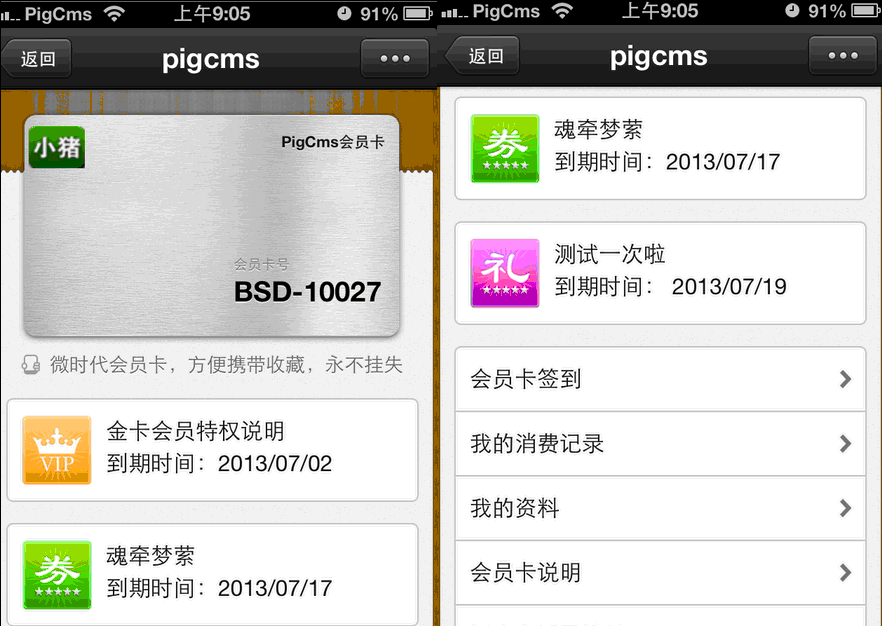 PigCms 上午9:05 91%
返回 pigcms
小猪 PigCms会员卡
会员卡号
BSD-10027
微时代会员卡，方便携带收藏，永不挂失
VIP 金卡会员特权说明
到期时间：2013/07/02
券 魂牵梦萦
到期时间：2013/07/17
PigCms 上午9:05 91%
返回 pigcms
券 魂牵梦萦
到期时间：2013/07/17
礼 测试一次啦
到期时间： 2013/07/19
会员卡签到
我的消费记录
我的资料
会员卡说明